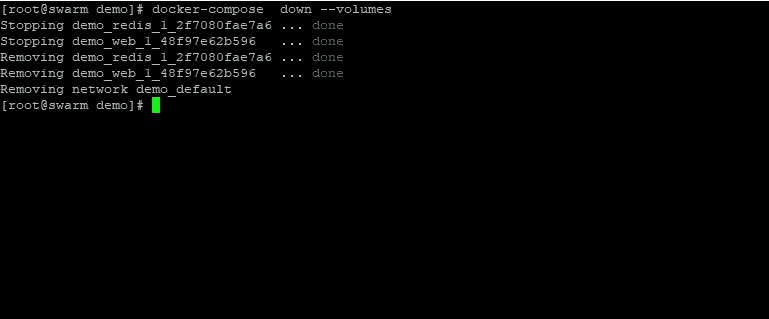 [root@swarm demo]# docker-compose  down --volumes
Stopping demo_redis_1_2f7080fae7a6 ... done
Stopping demo_web_1_48f97e62b596   ... done
Removing demo_redis_1_2f7080fae7a6 ... done
Removing demo_web_1_48f97e62b596   ... done
Removing network demo_default
[root@swarm demo]#